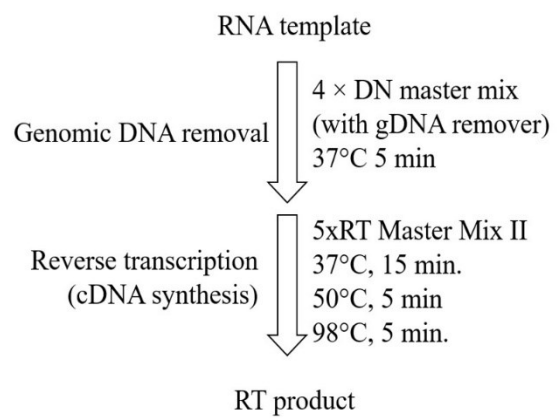 RNA template
Genomic DNA removal
4 × DN master mix
(with gDNA remover)
37°C 5 min
Reverse transcription
(cDNA synthesis)
5xRT Master Mix II
37°C, 15 min.
50°C, 5 min
98°C, 5 min.
RT product